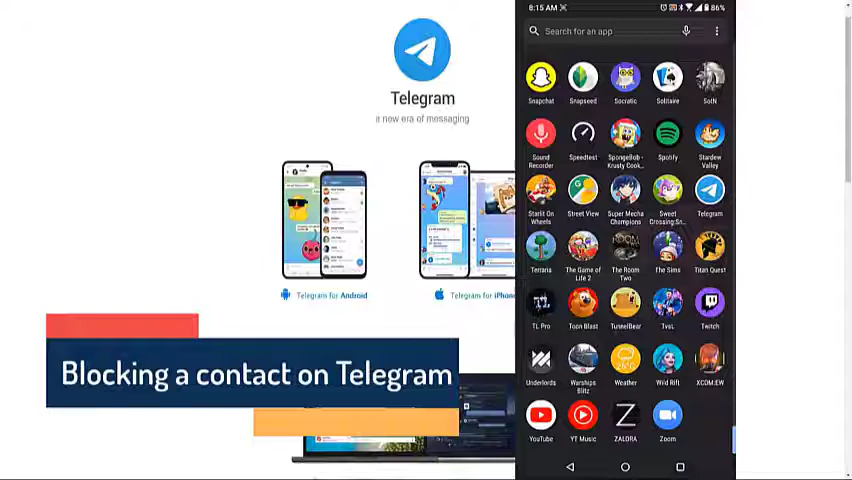 8:15 AM
86%
Search for an app
Telegram
a new era of messaging
Snapchat
Snapseed
Socratic
Solitaire
SotN
Sound Recorder
Speedtest
SpongeBob - Krusty Cook...
Spotify
Stardew Valley
Starlit On Wheels
Street View
Super Mecha Champions
Sweet Crossing:Sn...
Telegram
Terraria
The Game of Life 2
The Room Two
The Sims
Titan Quest
Telegram for Android
Telegram for iPhone
TL Pro
Toon Blast
TunnelBear
TvsL
Twitch
Blocking a contact on Telegram
Underlords
Warships Blitz
Weather
Wild Rift
XCOM:EW
YouTube
YT Music
ZALORA
Zoom